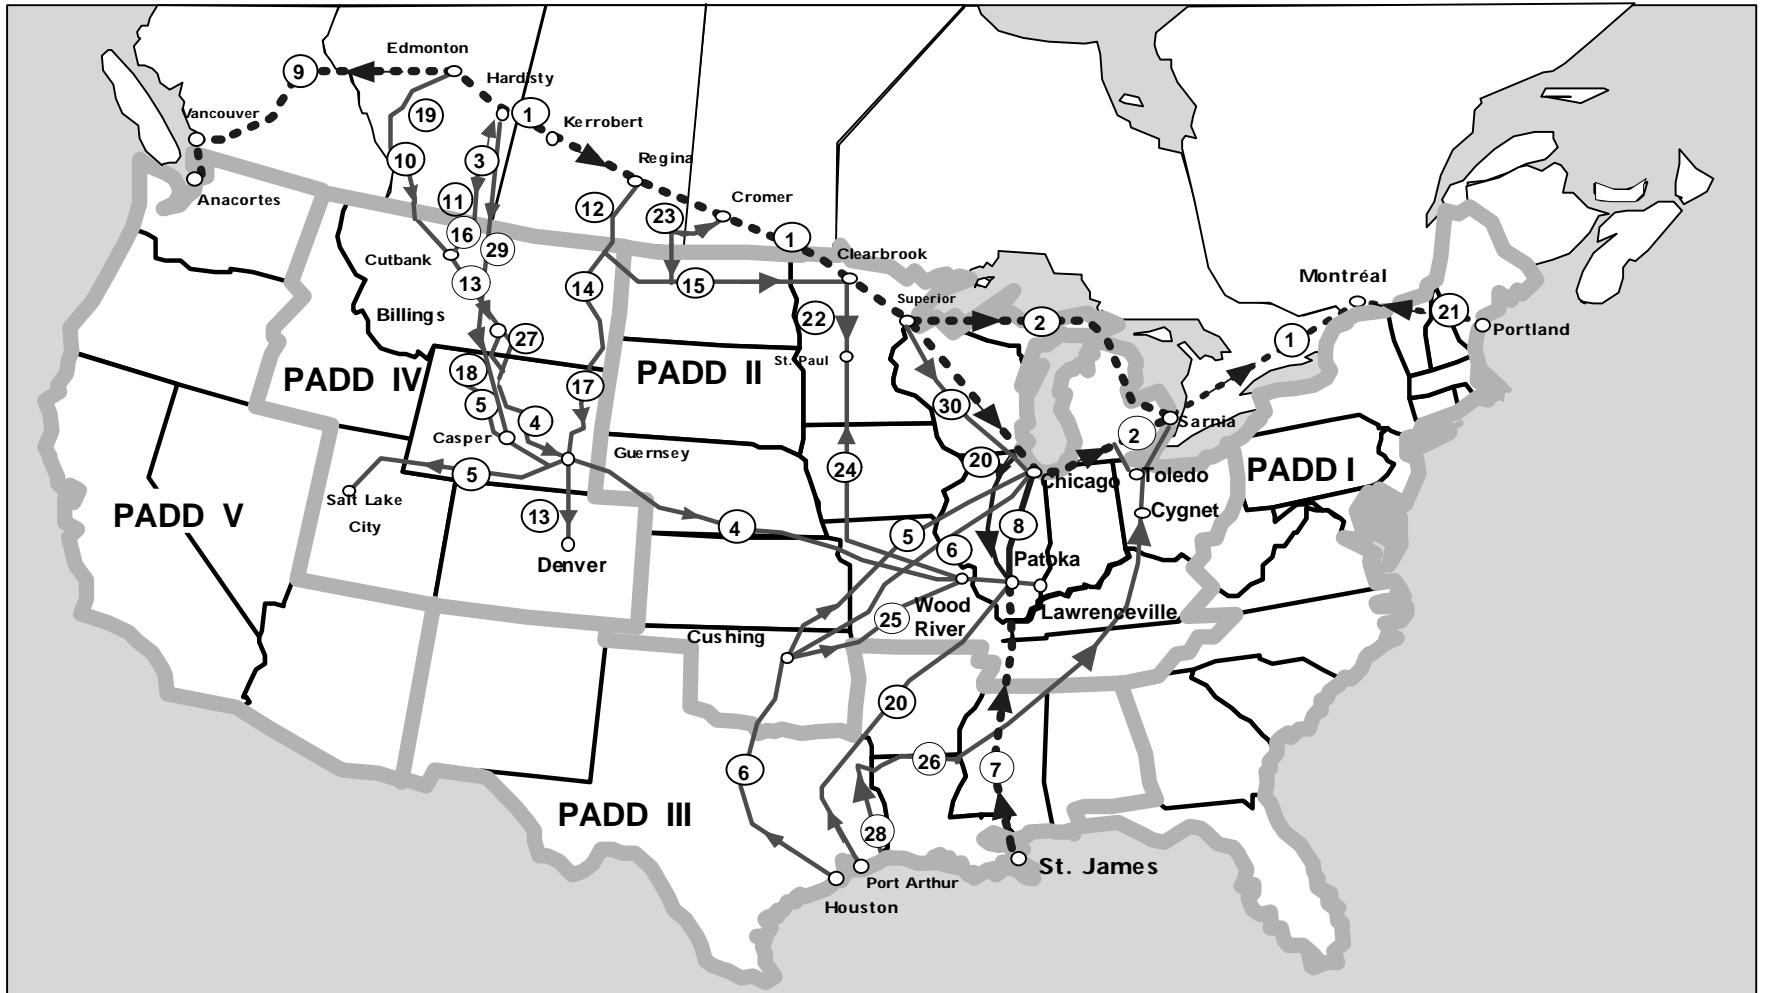 Edmonton
9
Hardisty
19
1
Vancouver
Kerrobert
10
3
Regina
Anacortes
11
12
23
Cromer
16
1
29
Cutbank
Clearbrook
13
14
15
Montréal
Superior
Billings
22
2
21
Portland
27
1
St. Paul
PADD IV
18
PADD II
17
5
4
30
Sarnia
2
Casper
Guernsey
20
24
5
Chicago
Toledo
PADD I
Salt Lake
City
PADD V
13
4
Cygnet
8
5
6
Denver
Patoka
25
Wood
River
Lawrenceville
Cushing
20
6
26
7
PADD III
28
St. James
Port Arthur
Houston